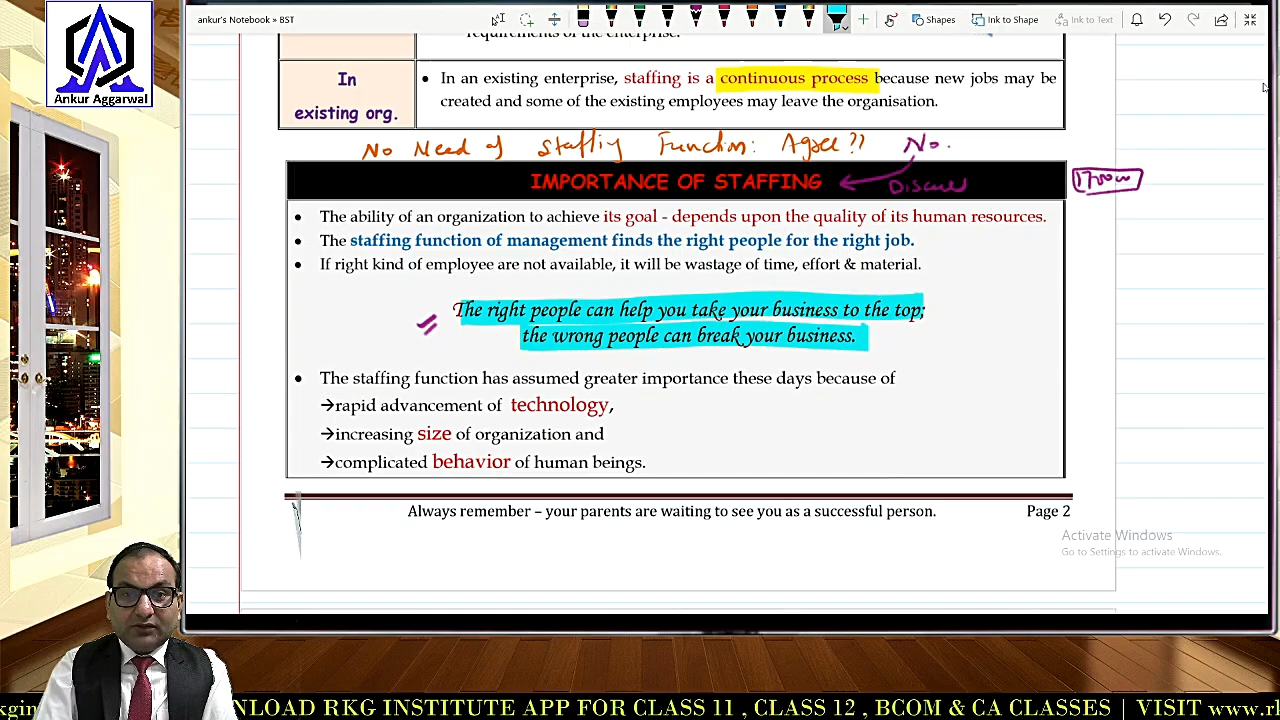 ankur's Notebook » BST
Shapes
Ink to Shape
Ink to Text
Ankur Aggarwal
requirements of the enterprise.
In
existing org.
• In an existing enterprise, staffing is a continuous process because new jobs may be
created and some of the existing employees may leave the organisation.
No Need of Staffing Function: Agree?? No.
IMPORTANCE OF STAFFING
Discuss
• The ability of an organization to achieve its goal - depends upon the quality of its human resources.
• The staffing function of management finds the right people for the right job.
• If right kind of employee are not available, it will be wastage of time, effort & material.
The right people can help you take your business to the top;
the wrong people can break your business.
• The staffing function has assumed greater importance these days because of
→rapid advancement of technology,
→increasing size of organization and
→complicated behavior of human beings.
Always remember – your parents are waiting to see you as a successful person.
Page 2
Activate Windows
Go to Settings to activate Windows.
NLOAD RKG INSTITUTE APP FOR CLASS 11 , CLASS 12 , BCOM & CA CLASSES | VISIT www.r